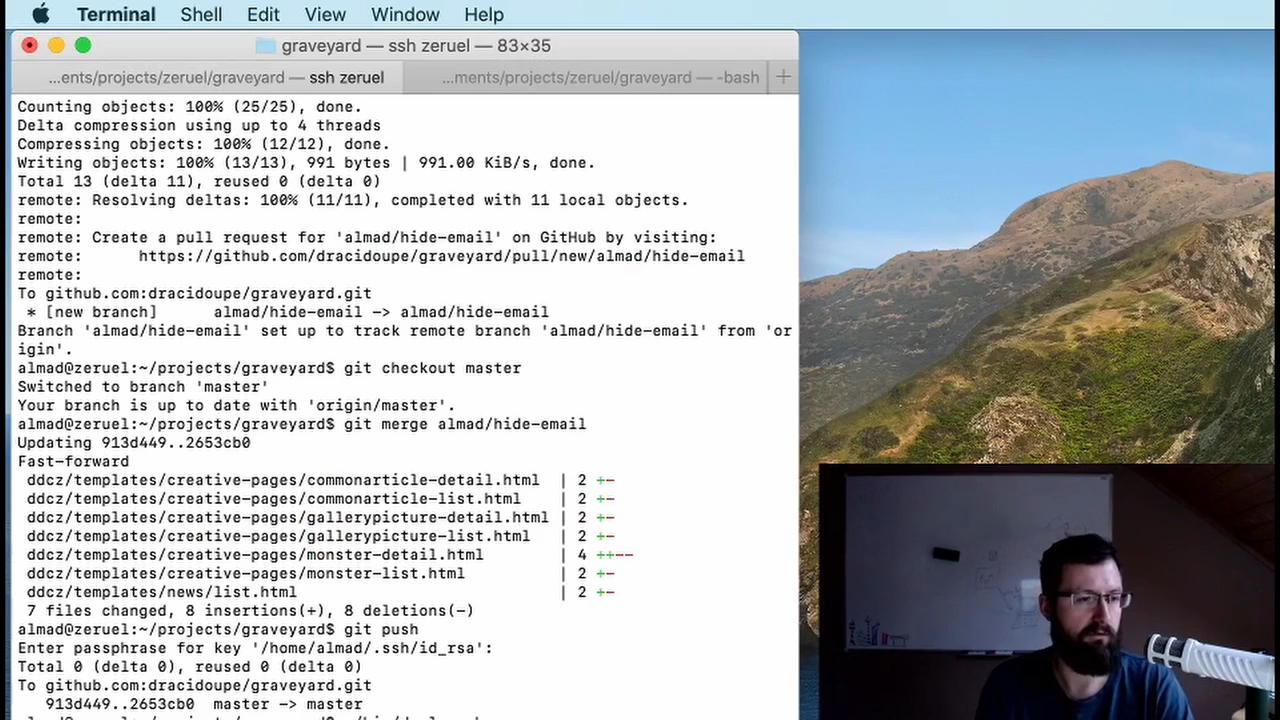 Terminal Shell Edit View Window Help
graveyard — ssh zeruel — 83×35
...ents/projects/zeruel/graveyard — ssh zeruel ...ments/projects/zeruel/graveyard — -bash +
Counting objects: 100% (25/25), done.
Delta compression using up to 4 threads
Compressing objects: 100% (12/12), done.
Writing objects: 100% (13/13), 991 bytes | 991.00 KiB/s, done.
Total 13 (delta 11), reused 0 (delta 0)
remote: Resolving deltas: 100% (11/11), completed with 11 local objects.
remote:
remote: Create a pull request for 'almad/hide-email' on GitHub by visiting:
remote:      https://github.com/dracidoupe/graveyard/pull/new/almad/hide-email
remote:
To github.com:dracidoupe/graveyard.git
 * [new branch]      almad/hide-email -> almad/hide-email
Branch 'almad/hide-email' set up to track remote branch 'almad/hide-email' from 'or
igin'.
almad@zeruel:~/projects/graveyard$ git checkout master
Switched to branch 'master'
Your branch is up to date with 'origin/master'.
almad@zeruel:~/projects/graveyard$ git merge almad/hide-email
Updating 913d449..2653cb0
Fast-forward
 ddcz/templates/creative-pages/commonarticle-detail.html  | 2 +-
 ddcz/templates/creative-pages/commonarticle-list.html    | 2 +-
 ddcz/templates/creative-pages/gallerypicture-detail.html | 2 +-
 ddcz/templates/creative-pages/gallerypicture-list.html   | 2 +-
 ddcz/templates/creative-pages/monster-detail.html        | 4 ++--
 ddcz/templates/creative-pages/monster-list.html          | 2 +-
 ddcz/templates/news/list.html                            | 2 +-
 7 files changed, 8 insertions(+), 8 deletions(-)
almad@zeruel:~/projects/graveyard$ git push
Enter passphrase for key '/home/almad/.ssh/id_rsa':
Total 0 (delta 0), reused 0 (delta 0)
To github.com:dracidoupe/graveyard.git
   913d449..2653cb0  master -> master